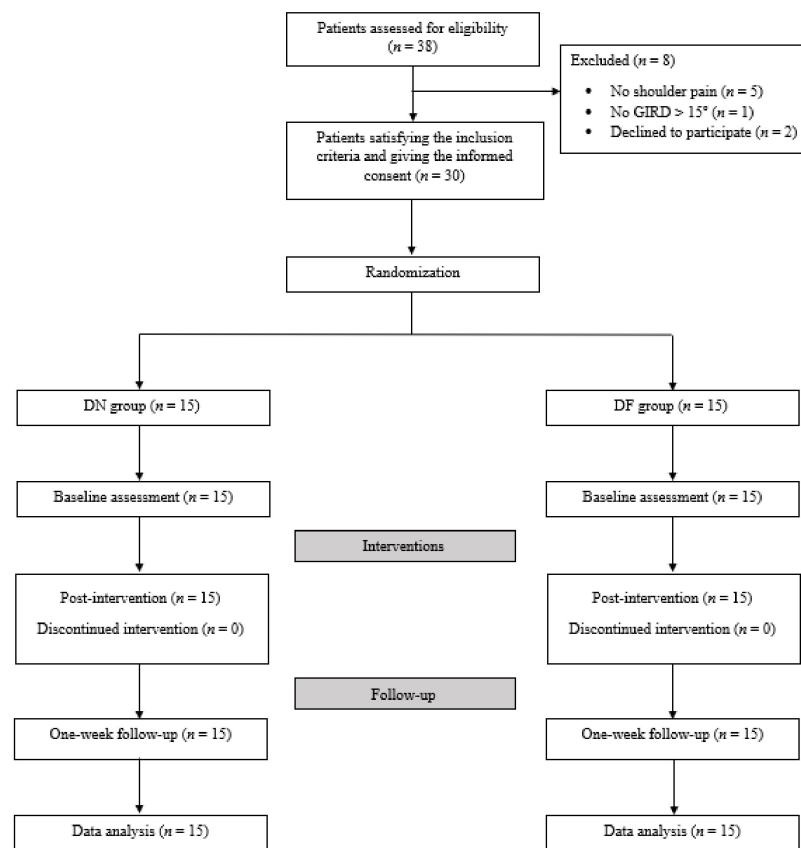 Patients assessed for eligibility
(n = 38)
Excluded (n = 8)
• No shoulder pain (n = 5)
• No GIRD > 15° (n = 1)
• Declined to participate (n = 2)
Patients satisfying the inclusion
criteria and giving the informed
consent (n = 30)
Randomization
DN group (n = 15)
DF group (n = 15)
Baseline assessment (n = 15)
Baseline assessment (n = 15)
Interventions
Post-intervention (n = 15)
Discontinued intervention (n = 0)
Post-intervention (n = 15)
Discontinued intervention (n = 0)
Follow-up
One-week follow-up (n = 15)
One-week follow-up (n = 15)
Data analysis (n = 15)
Data analysis (n = 15)